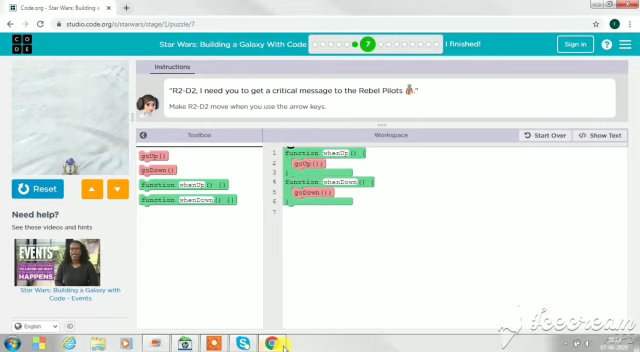 Code.org - Star Wars: Building a
studio.code.org/s/starwars/stage/1/puzzle/7
C O
D E
Star Wars: Building a Galaxy With Code
7
I finished!
Sign in
Instructions
"R2-D2, I need you to get a critical message to the Rebel Pilots."
Make R2-D2 move when you use the arrow keys.
Toolbox
Workspace
Start Over
</> Show Text
goUp()
goDown()
function whenUp() {}
function whenDown() {}
1 function whenUp() {
2 goUp();
3 }
4 function whenDown() {
5 goDown();
6 }
7
Reset
Need help?
See these videos and hints
EVENTS
HAPPENS
Star Wars: Building a Galaxy with
Code - Events
English
Icecream